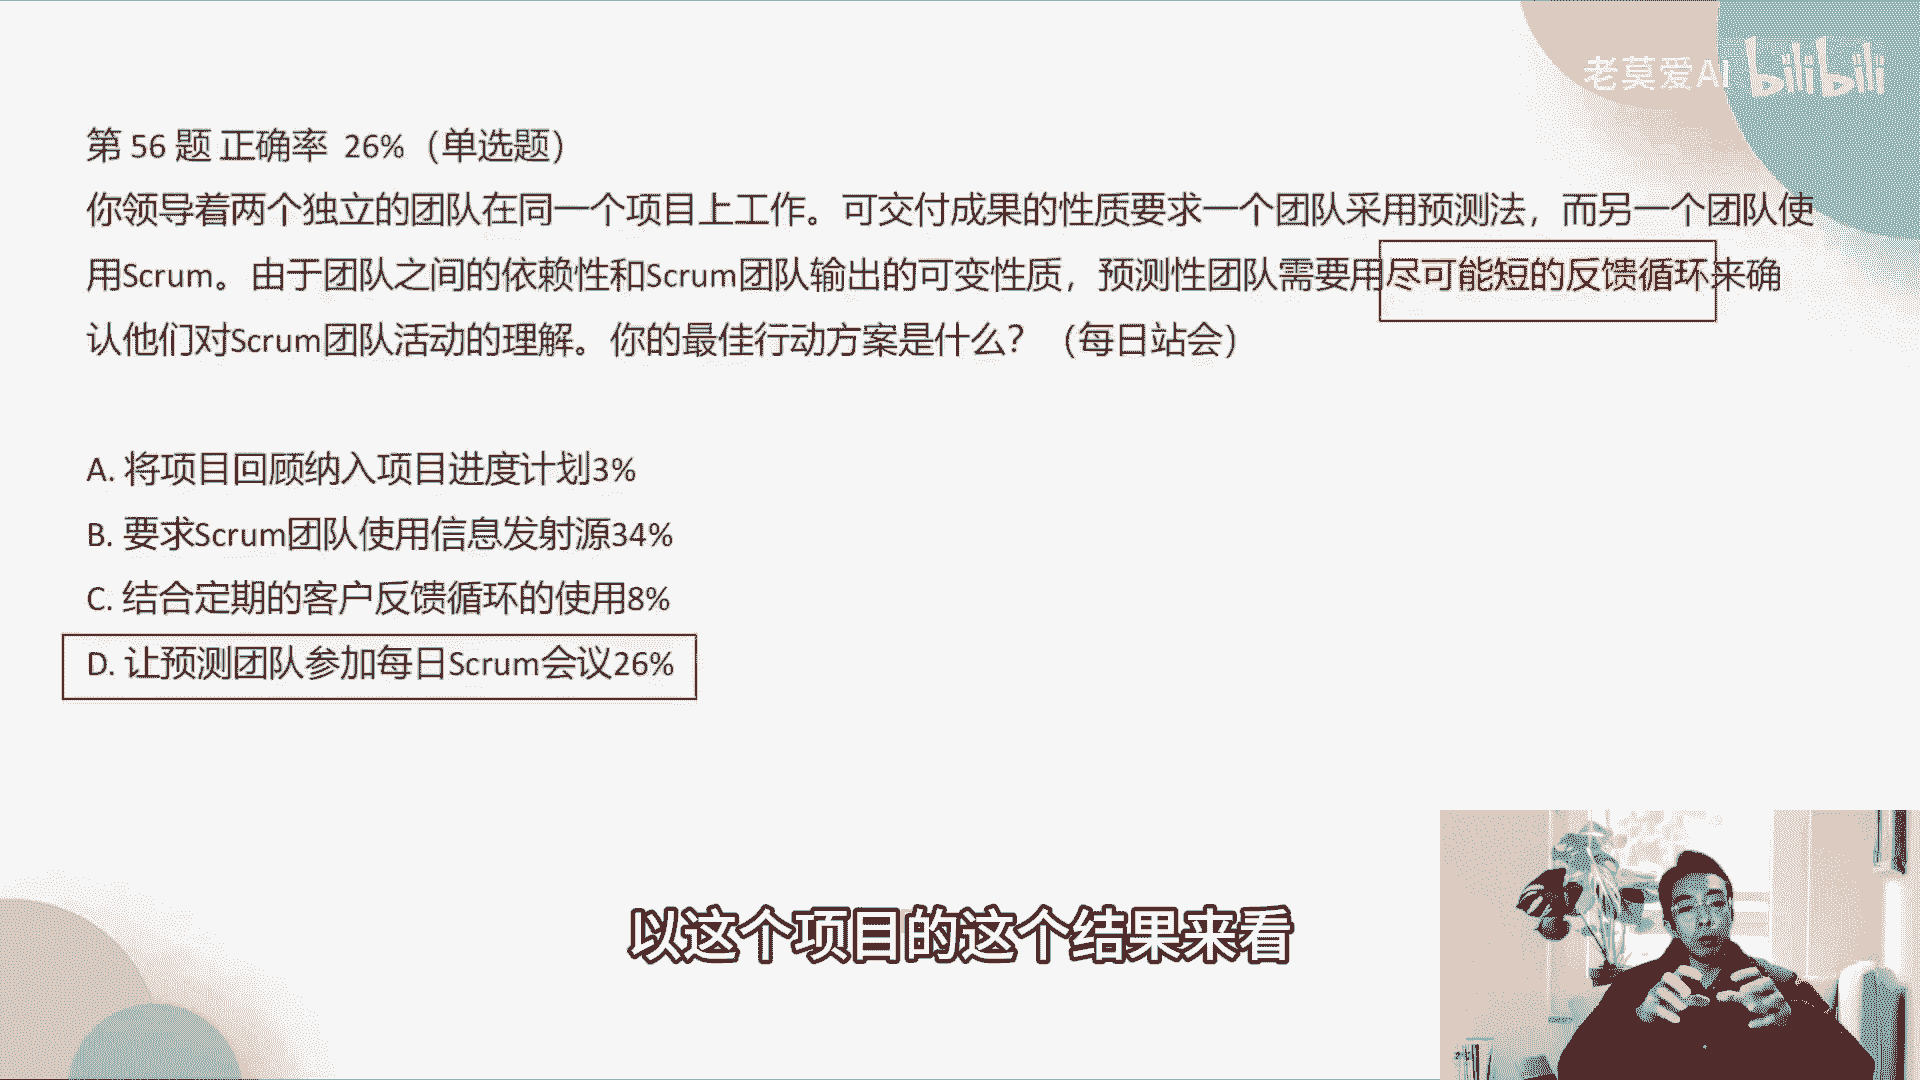 老莫爱AI bilibili
第 56 题 正确率 26%（单选题）
你领导着两个独立的团队在同一个项目上工作。可交付成果的性质要求一个团队采用预测法，而另一个团队使
用Scrum。由于团队之间的依赖性和Scrum团队输出的可变性质，预测性团队需要用尽可能短的反馈循环来确
认他们对Scrum团队活动的理解。你的最佳行动方案是什么？（每日站会）
A. 将项目回顾纳入项目进度计划3%
B. 要求Scrum团队使用信息发射源34%
C. 结合定期的客户反馈循环的使用8%
D. 让预测团队参加每日Scrum会议26%
以这个项目的这个结果来看